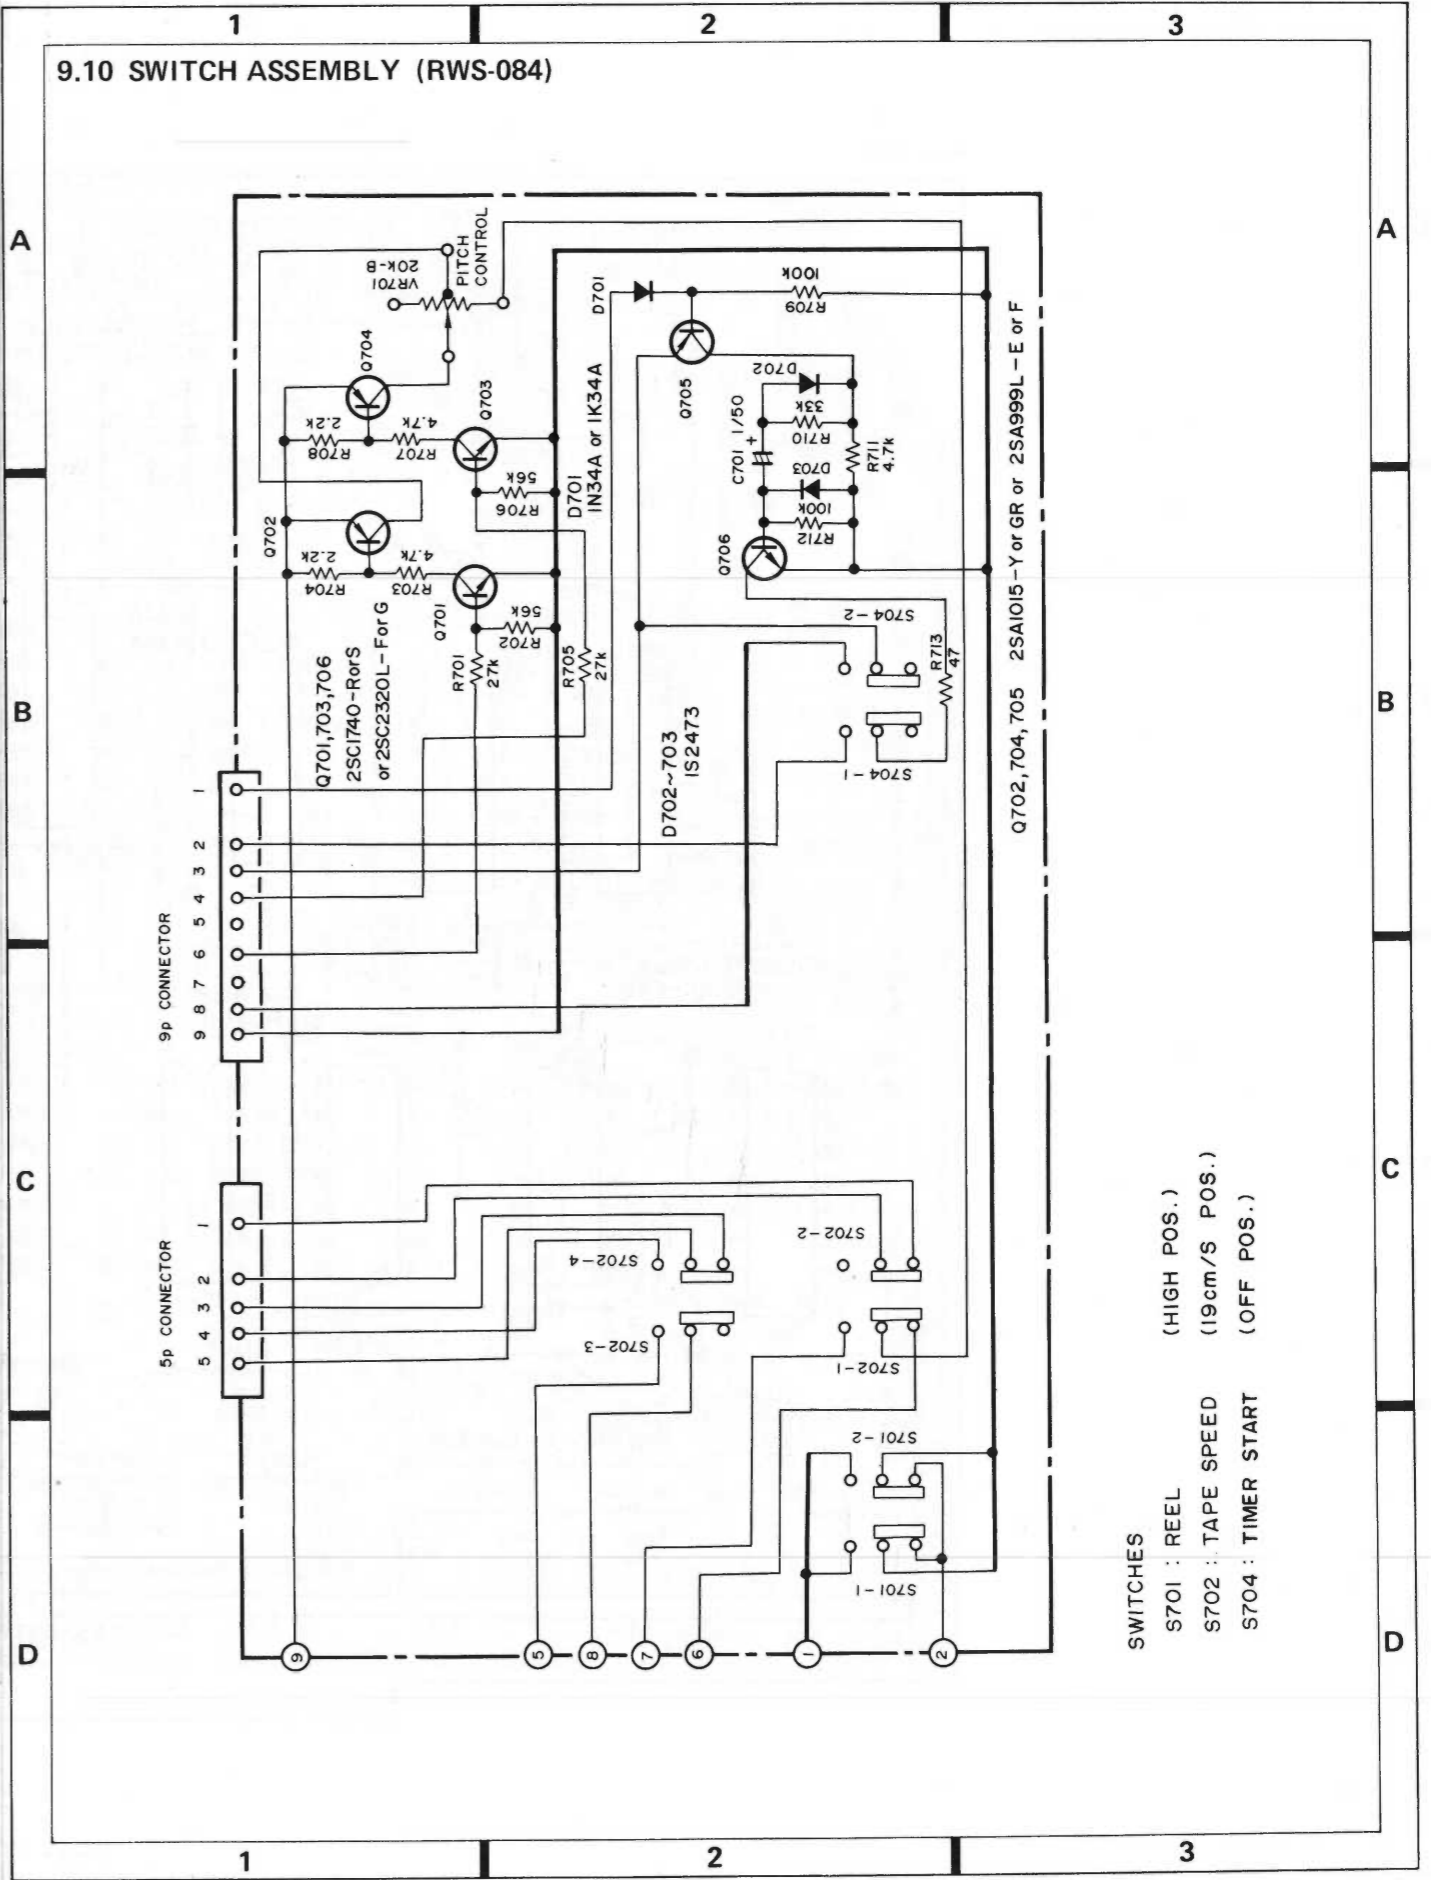 1 2 3
9.10 SWITCH ASSEMBLY (RWS-084)
A A
PITCH
CONTROL
VR701
20k-B
D701
100k
R709
Q704
Q705
D702
Q703
D701
1N34A or 1K34A
2.2k
R708
4.7k
R707
33k
R710
C701 + 1/50
R711
4.7k
D703
56k
R706
100k
R712
Q702
Q706
2.2k
R704
4.7k
R703
Q701
56k
R702
Q702,704,705 2SA1015-Y or GR or 2SA999L-E or F
S704-2
R701
27k
R705
27k
R713
47
B B
Q701,703,706
2SC1740-RorS
or 2SC2320L-For G
D702~703
1S2473
S704-1
9p CONNECTOR
1
2
3
4
5
6
7
8
9
C C
5p CONNECTOR
1
2
3
4
5
S702-4
S702-2
S702-3
S702-1
S701-2
S701-1
D D
9 5 8 7 6 1 2
SWITCHES
S701 : REEL (HIGH POS.)
S702 : TAPE SPEED (19cm/S POS.)
S704 : TIMER START (OFF POS.)
1 2 3